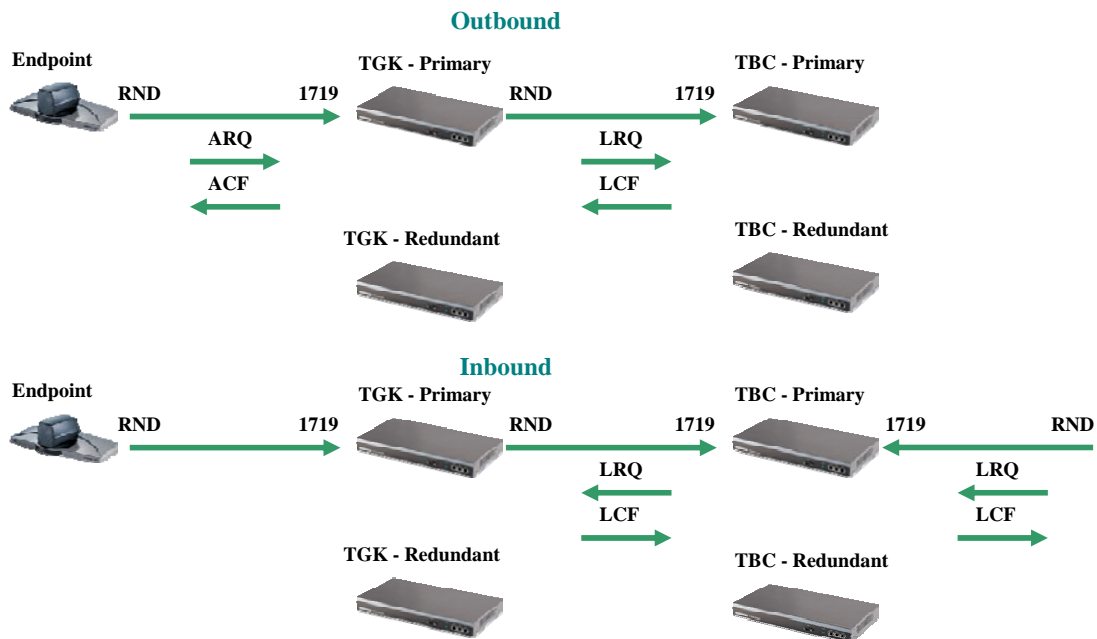 Outbound
Endpoint
TGK - Primary
TBC - Primary
RND 1719 RND 1719
ARQ LRQ
ACF LCF
TGK - Redundant TBC - Redundant
Inbound
Endpoint
TGK - Primary TBC - Primary
RND 1719 RND 1719 1719 RND
LRQ LRQ
LCF LCF
TGK - Redundant TBC - Redundant